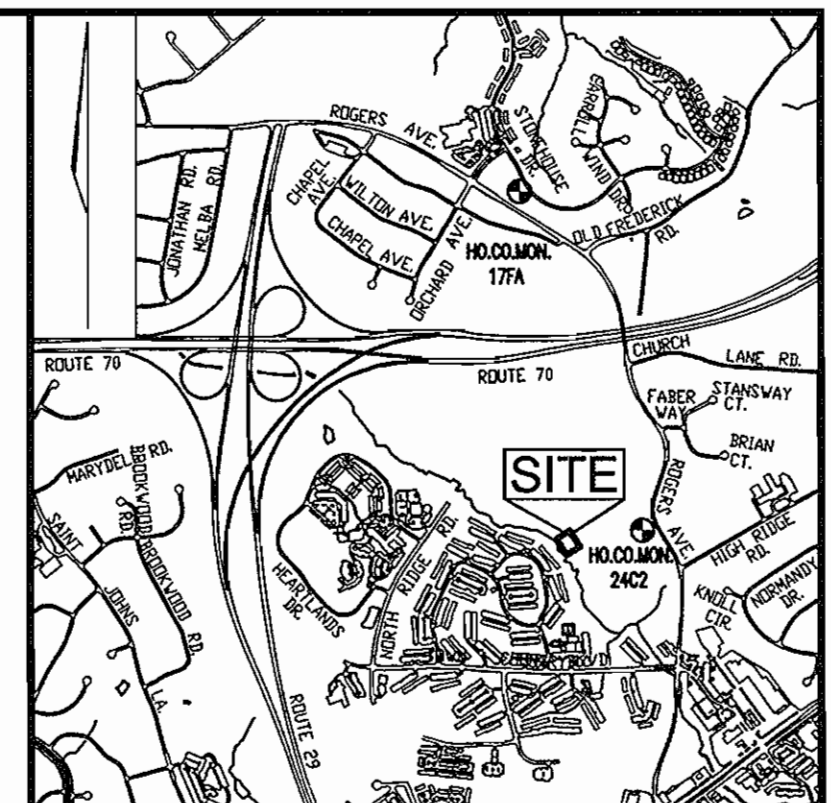 ROGERS AVE.
STONEHOUSE DR.
CARROLL WIND DR.
JONATHAN RD.
MELBA RD.
CHAPEL AVE.
WILTON AVE.
CHAPEL AVE.
ORCHARD AVE.
HO.CO.MON.
17FA
OLD FREDERICK RD.
ROUTE 70
ROUTE 70
CHURCH LANE RD.
FABER WAY
STANSWAY CT.
BRIAN CT.
MARYDEL RD.
BROOKWOOD RD.
BROOKWOOD RD.
SAINT JOHNS LA.
SITE
ROGERS AVE.
HO.CO.MON.
24C2
HIGH RIDGE RD.
HEARTLANDS DR.
NORTH RIDGE RD.
KNOLL CIR.
NORMANDY DR.
ROUTE 29